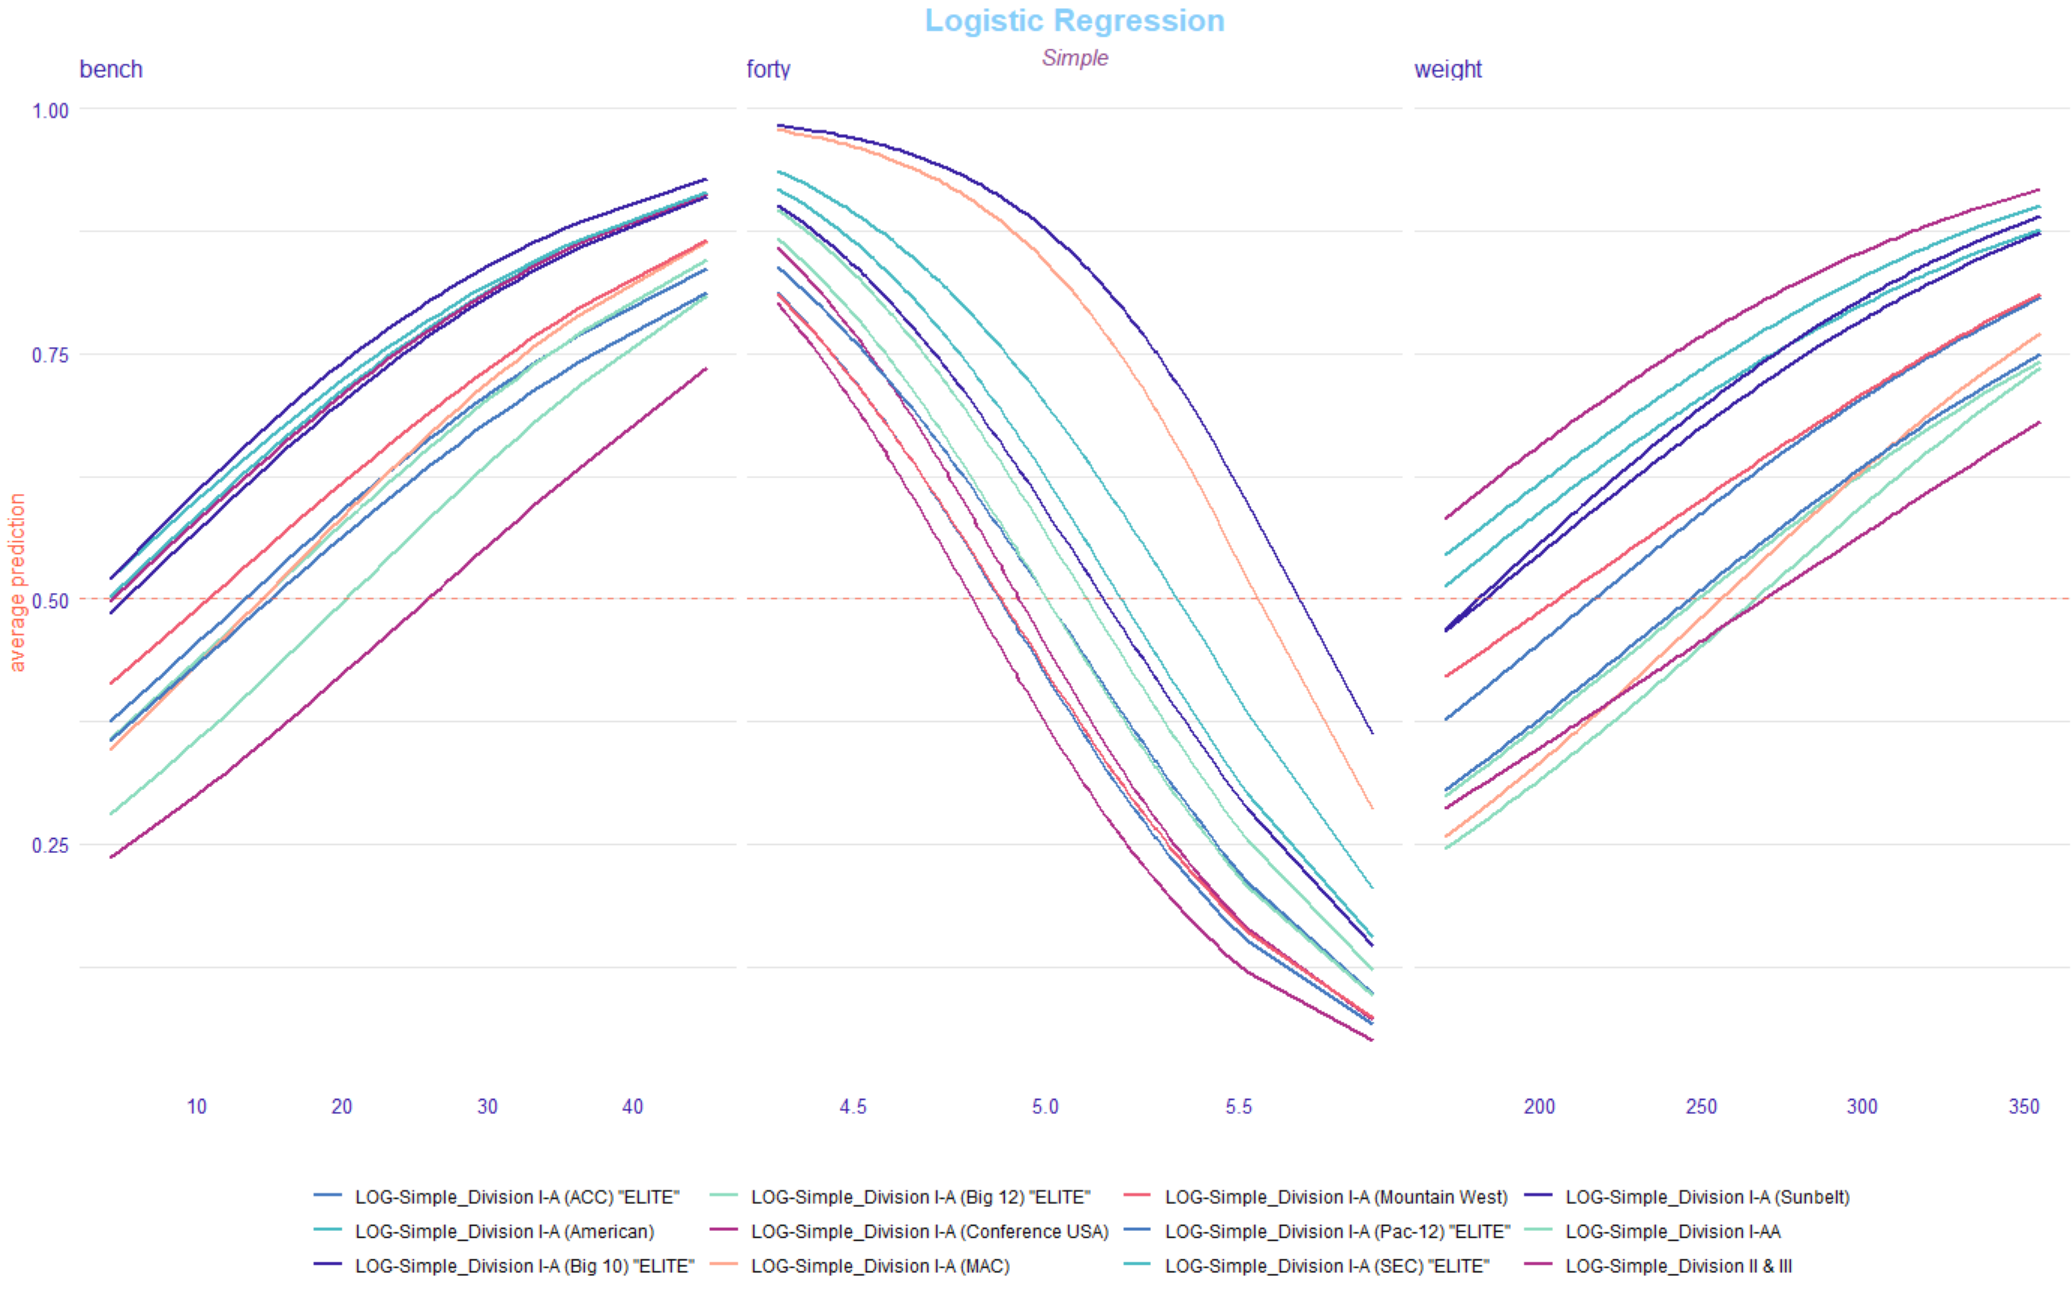 Logistic Regression
Simple
bench
forty
weight
1.00
0.75
0.50
0.25
average prediction
10 20 30 40
4.5 5.0 5.5
200 250 300 350
LOG-Simple_Division I-A (ACC) "ELITE" LOG-Simple_Division I-A (Big 12) "ELITE" LOG-Simple_Division I-A (Mountain West) LOG-Simple_Division I-A (Sunbelt)
LOG-Simple_Division I-A (American) LOG-Simple_Division I-A (Conference USA) LOG-Simple_Division I-A (Pac-12) "ELITE" LOG-Simple_Division I-AA
LOG-Simple_Division I-A (Big 10) "ELITE" LOG-Simple_Division I-A (MAC) LOG-Simple_Division I-A (SEC) "ELITE" LOG-Simple_Division II & III